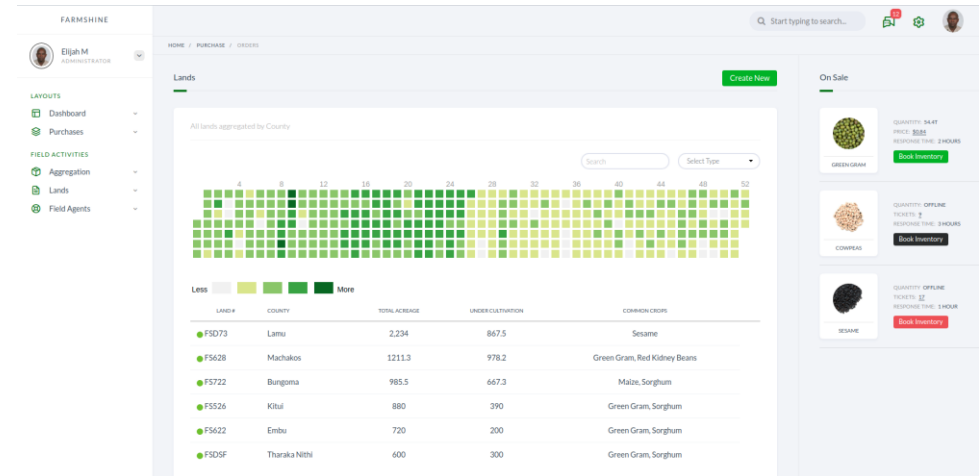 FARMSHINE
Start typing to search...
12
Elijah M
ADMINISTRATOR
HOME / PURCHASE / ORDERS
LAYOUTS
Dashboard
Purchases
FIELD ACTIVITIES
Aggregation
Lands
Field Agents
Lands
Create New
All lands aggregated by County
Search
Select Type
4 8 12 16 20 24 28 32 36 40 44 48 52
Less More
LAND # COUNTY TOTAL ACREAGE UNDER CULTIVATION COMMON CROPS
FSD73 Lamu 2,234 867.5 Sesame
FS628 Machakos 1211.3 978.2 Green Gram, Red Kidney Beans
FS722 Bungoma 985.5 667.3 Maize, Sorghum
FS526 Kitui 880 390 Green Gram, Sorghum
FS622 Embu 720 200 Green Gram, Sorghum
FSDSF Tharaka Nithi 600 300 Green Gram, Sorghum
On Sale
GREEN GRAM
QUANTITY: 54.4T
PRICE: $0.84
RESPONSE TIME: 2 HOURS
Book Inventory
COWPEAS
QUANTITY: OFFLINE
TICKETS: 9
RESPONSE TIME: 3 HOURS
Book Inventory
SESAME
QUANTITY: OFFLINE
TICKETS: 17
RESPONSE TIME: 1 HOUR
Book Inventory